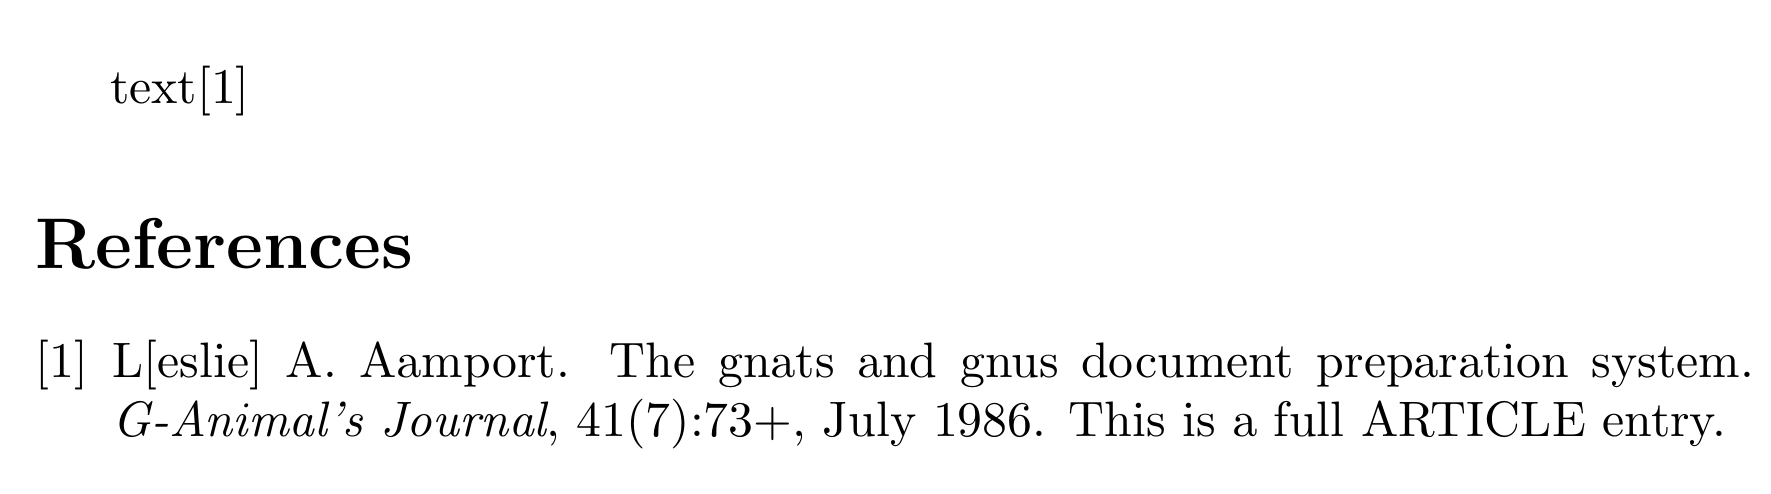 text[1]
References
[1] L[eslie] A. Aamport. The gnats and gnus document preparation system.
G-Animal's Journal, 41(7):73+, July 1986. This is a full ARTICLE entry.